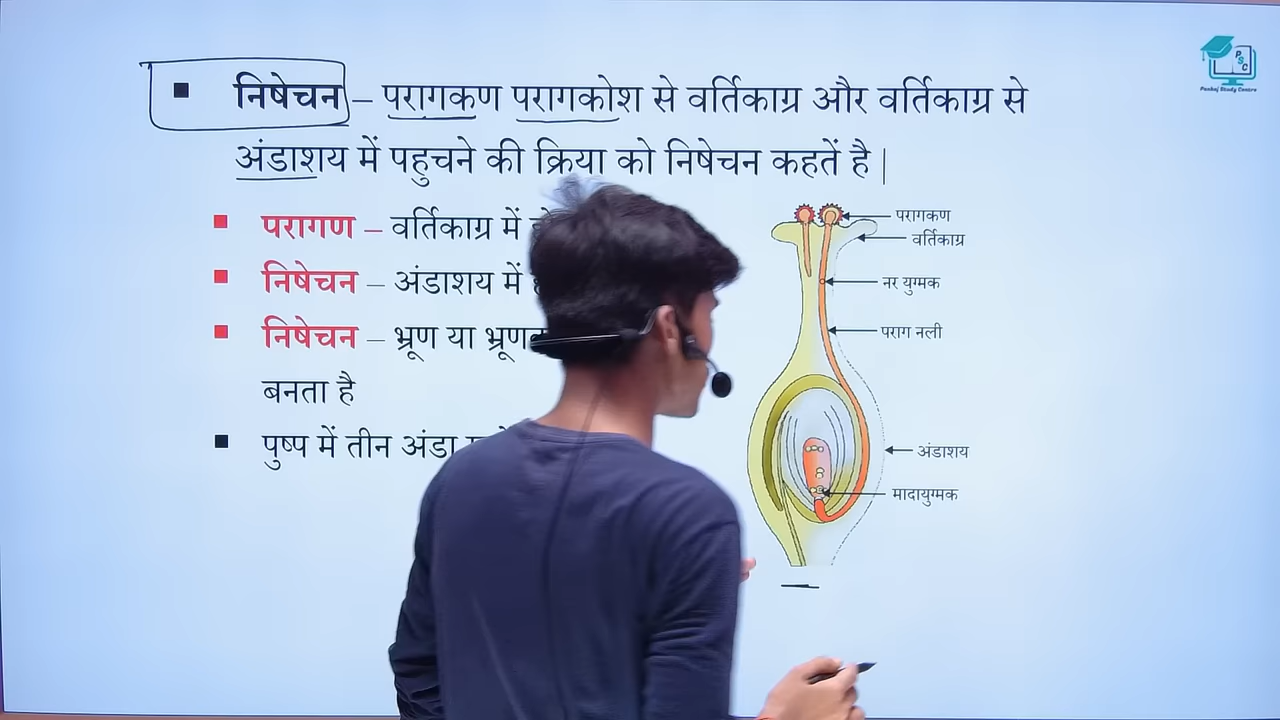 ▪ निषेचन – परागकण परागकोश से वर्तिकाग्र और वर्तिकाग्र से
अंडाशय में पहुचने की क्रिया को निषेचन कहतें है |
▪ परागण – वर्तिकाग्र में
▪ निषेचन – अंडाशय में
▪ निषेचन – भ्रूण या
बनता है
▪ पुष्प में तीन अंडा
परागकण
वर्तिकाग्र
नर युग्मक
पराग नली
अंडाशय
मादायुग्मक
PSC
Pankaj Study Centre